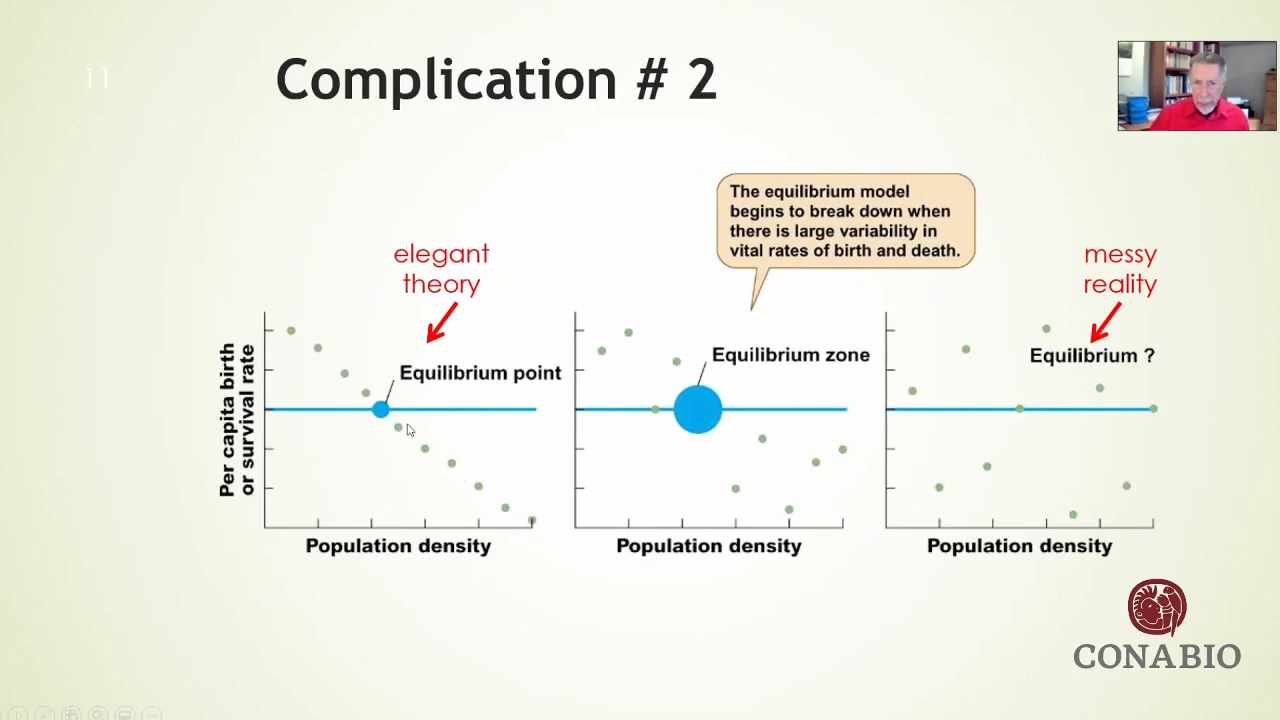 11
Complication # 2
The equilibrium model
begins to break down when
there is large variability in
vital rates of birth and death.
elegant
theory
messy
reality
Per capita birth
or survival rate
Equilibrium point
Equilibrium zone
Equilibrium ?
Population density
Population density
Population density
CONABIO